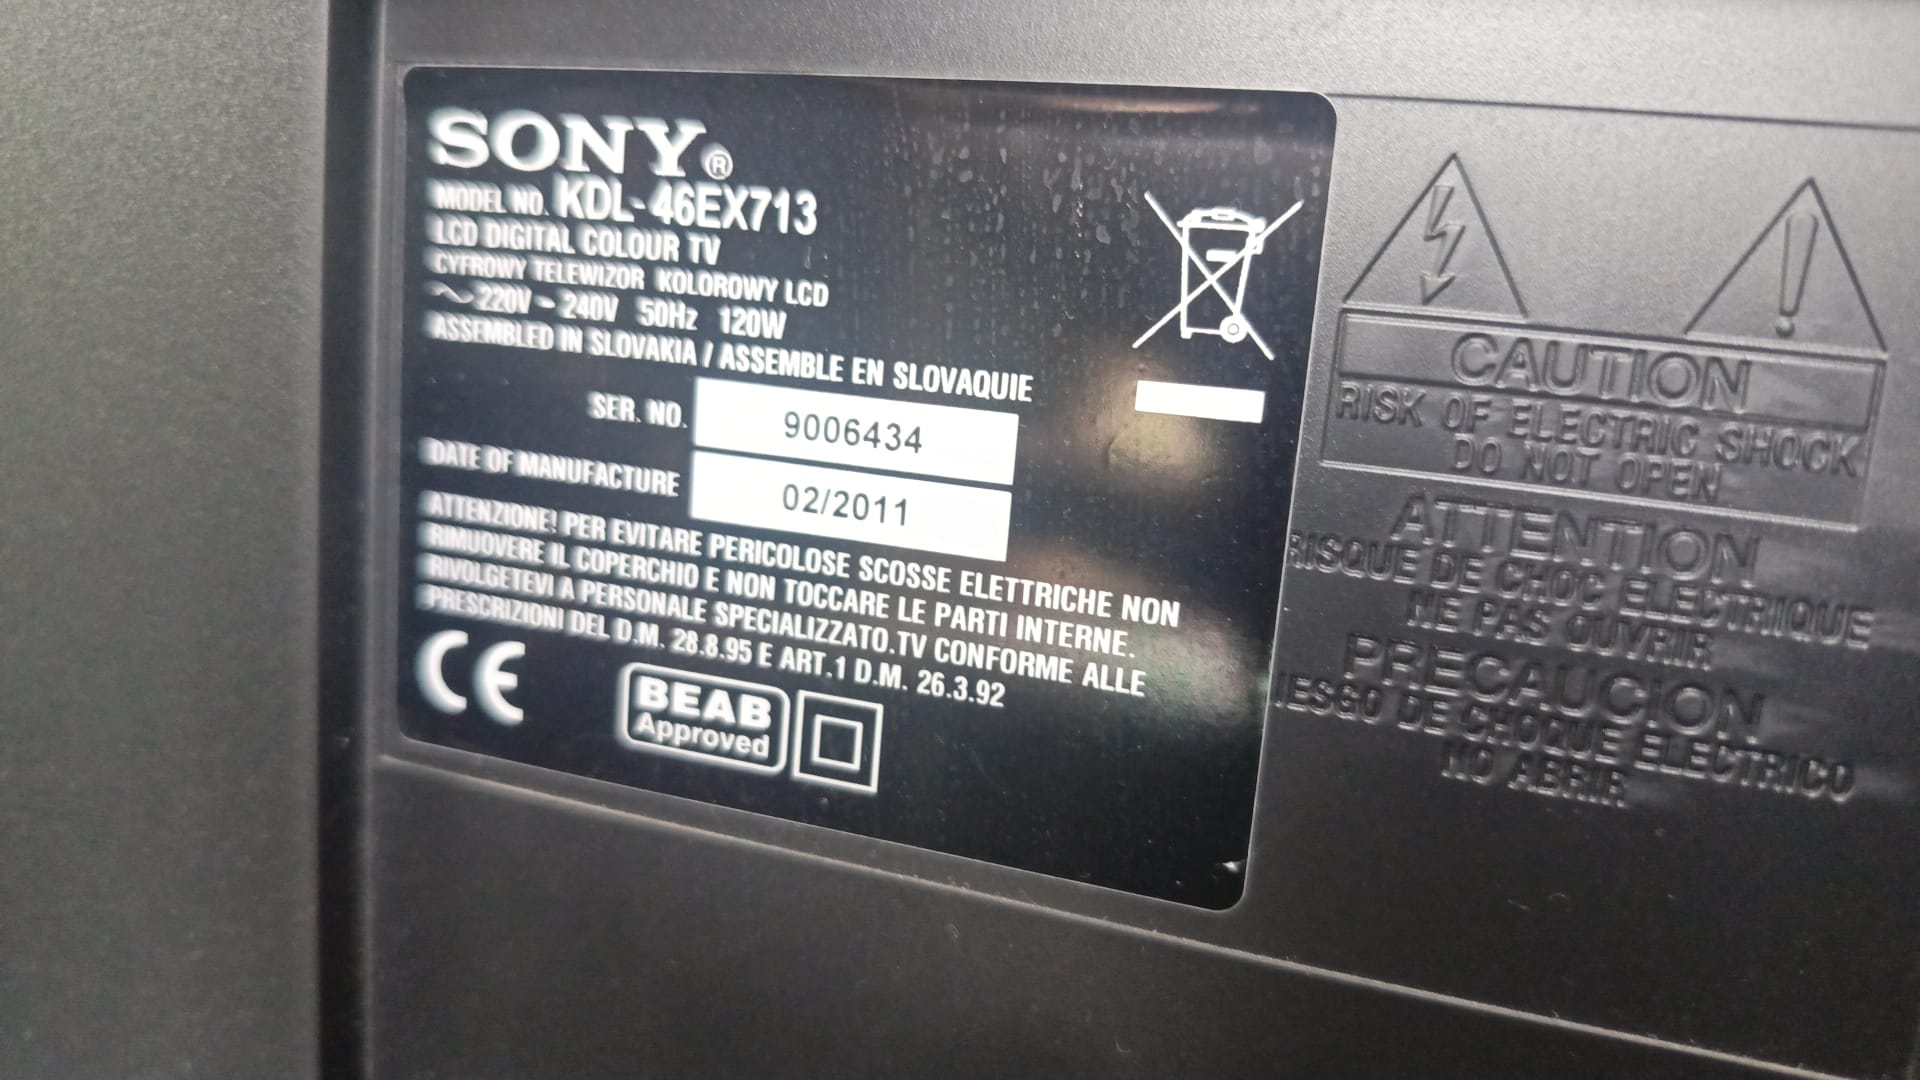 SONY®
MODEL NO. KDL-46EX713
LCD DIGITAL COLOUR TV
CYFROWY TELEWIZOR KOLOROWY LCD
~ 220V - 240V 50Hz 120W
ASSEMBLED IN SLOVAKIA / ASSEMBLE EN SLOVAQUIE
SER. NO. 9006434
DATE OF MANUFACTURE 02/2011
ATTENZIONE! PER EVITARE PERICOLOSE SCOSSE ELETTRICHE NON
RIMUOVERE IL COPERCHIO E NON TOCCARE LE PARTI INTERNE.
RIVOLGETEVI A PERSONALE SPECIALIZZATO.TV CONFORME ALLE
PRESCRIZIONI DEL D.M. 28.8.95 E ART.1 D.M. 26.3.92
CE
BEAB
Approved
CAUTION
RISK OF ELECTRIC SHOCK
DO NOT OPEN
ATTENTION
RISQUE DE CHOC ELECTRIQUE
NE PAS OUVRIR
PRECAUCION
IESGO DE CHOQUE ELECTRICO
NO ABRIR